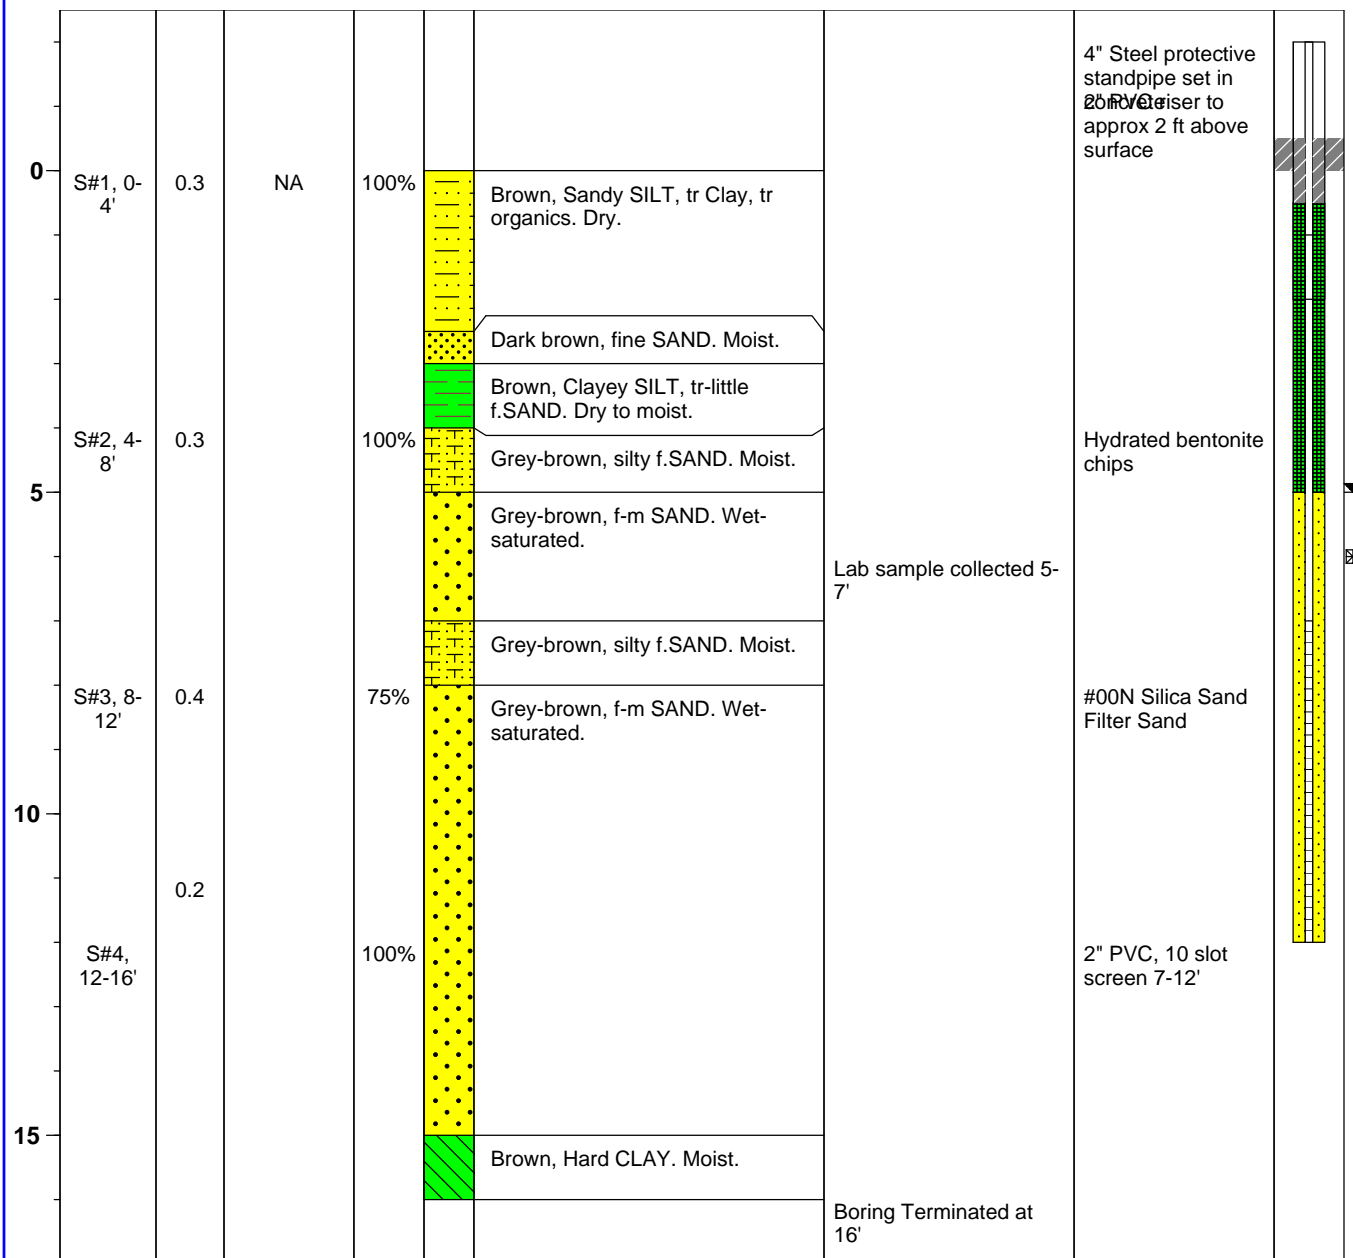 4" Steel protective
standpipe set in
concrete
2" PVC riser to
approx 2 ft above
surface
0
S#1, 0-
4'
0.3
NA
100%
Brown, Sandy SILT, tr Clay, tr
organics. Dry.
Dark brown, fine SAND. Moist.
Brown, Clayey SILT, tr-little
f.SAND. Dry to moist.
S#2, 4-
8'
0.3
100%
Grey-brown, silty f.SAND. Moist.
Hydrated bentonite
chips
5
Grey-brown, f-m SAND. Wet-
saturated.
Lab sample collected 5-
7'
Grey-brown, silty f.SAND. Moist.
S#3, 8-
12'
0.4
75%
Grey-brown, f-m SAND. Wet-
saturated.
#00N Silica Sand
Filter Sand
10
0.2
S#4,
12-16'
100%
2" PVC, 10 slot
screen 7-12'
15
Brown, Hard CLAY. Moist.
Boring Terminated at
16'